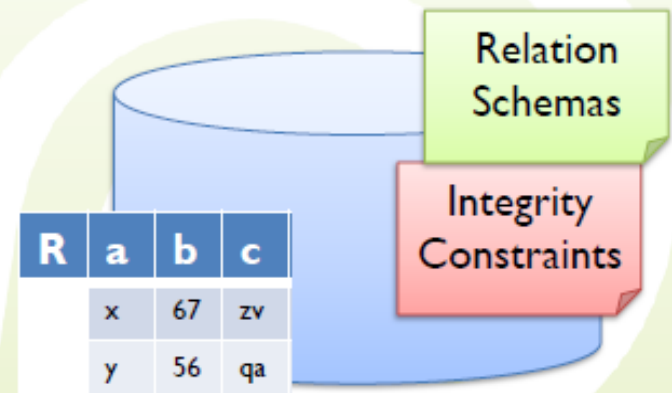 Relation
Schemas
Integrity
Constraints
R a b c
x 67 zv
y 56 qa